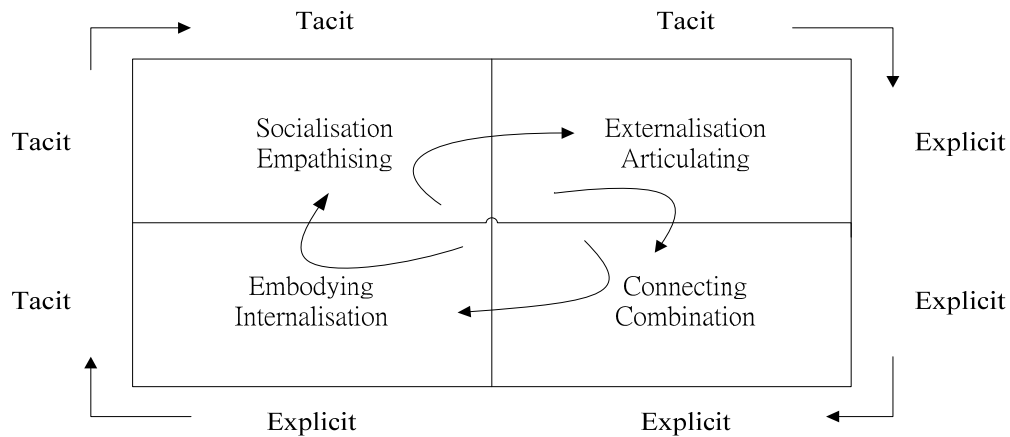 Tacit
Tacit
Tacit
Socialisation
Empathising
Externalisation
Articulating
Explicit
Tacit
Embodying
Internalisation
Connecting
Combination
Explicit
Explicit
Explicit